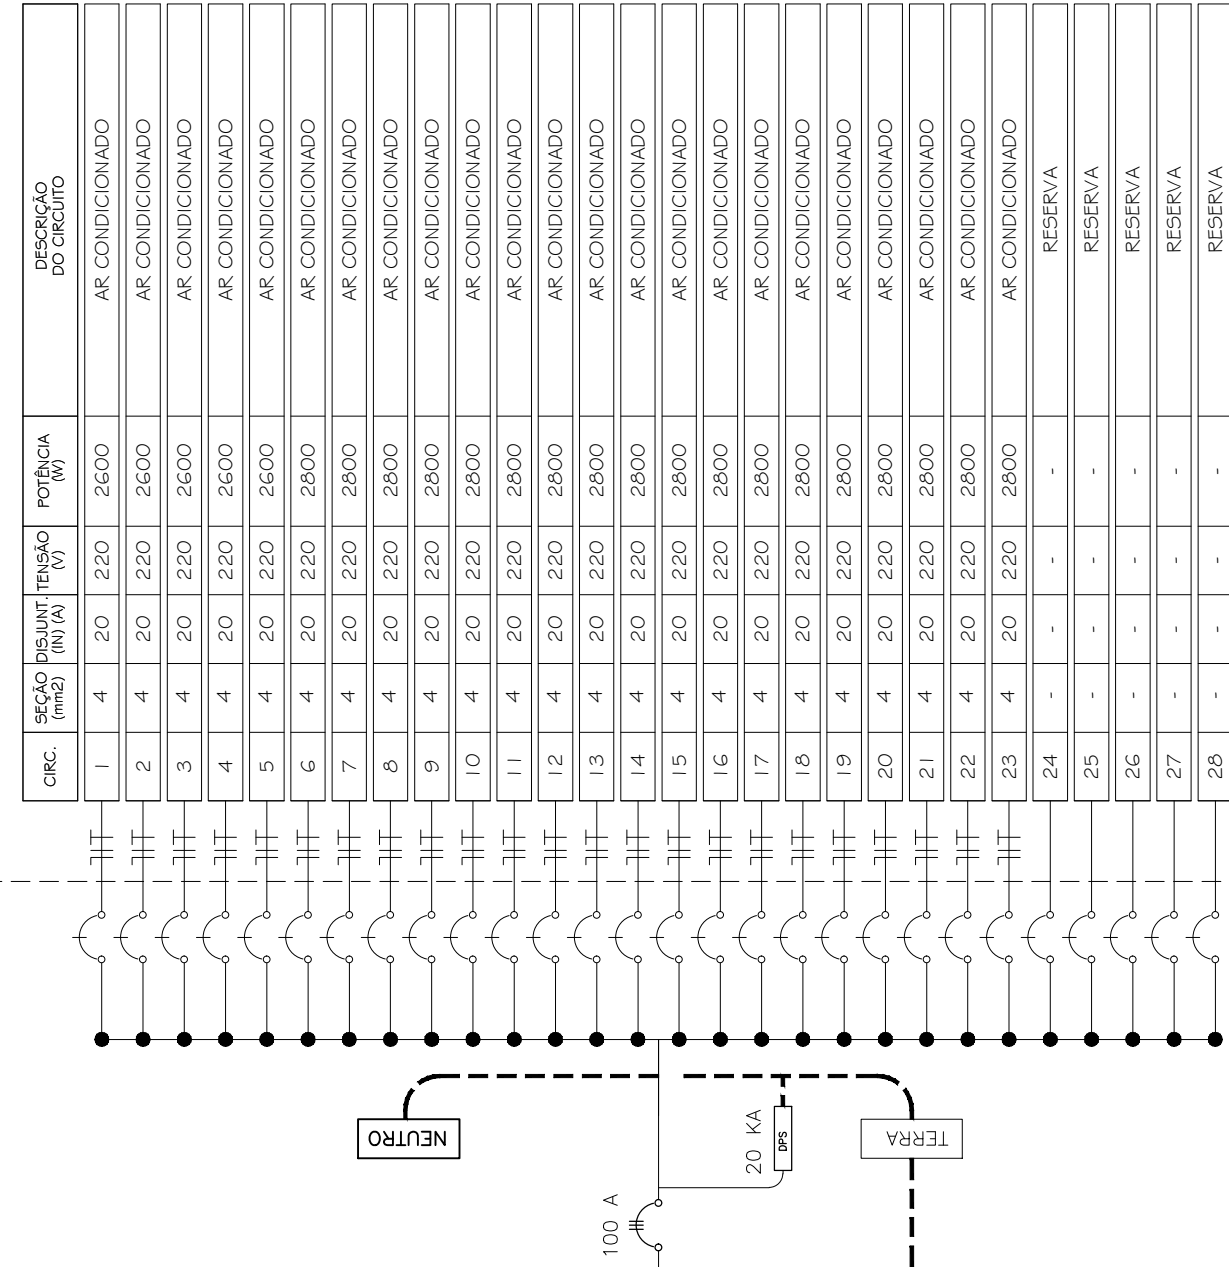 DESCRIÇÃO
DO CIRCUITO
POTÊNCIA
(W)
TENSÃO
(V)
DISJUNT.
(IN) (A)
SEÇÃO
(mm2)
CIRC.
1 4 20 220 2600 AR CONDICIONADO
2 4 20 220 2600 AR CONDICIONADO
3 4 20 220 2600 AR CONDICIONADO
4 4 20 220 2600 AR CONDICIONADO
5 4 20 220 2600 AR CONDICIONADO
6 4 20 220 2800 AR CONDICIONADO
7 4 20 220 2800 AR CONDICIONADO
8 4 20 220 2800 AR CONDICIONADO
9 4 20 220 2800 AR CONDICIONADO
10 4 20 220 2800 AR CONDICIONADO
11 4 20 220 2800 AR CONDICIONADO
12 4 20 220 2800 AR CONDICIONADO
13 4 20 220 2800 AR CONDICIONADO
14 4 20 220 2800 AR CONDICIONADO
15 4 20 220 2800 AR CONDICIONADO
16 4 20 220 2800 AR CONDICIONADO
17 4 20 220 2800 AR CONDICIONADO
18 4 20 220 2800 AR CONDICIONADO
19 4 20 220 2800 AR CONDICIONADO
20 4 20 220 2800 AR CONDICIONADO
21 4 20 220 2800 AR CONDICIONADO
22 4 20 220 2800 AR CONDICIONADO
23 4 20 220 2800 AR CONDICIONADO
24 - - - - RESERVA
25 - - - - RESERVA
26 - - - - RESERVA
27 - - - - RESERVA
28 - - - - RESERVA
NEUTRO
20 KA
DPS
TERRA
100 A